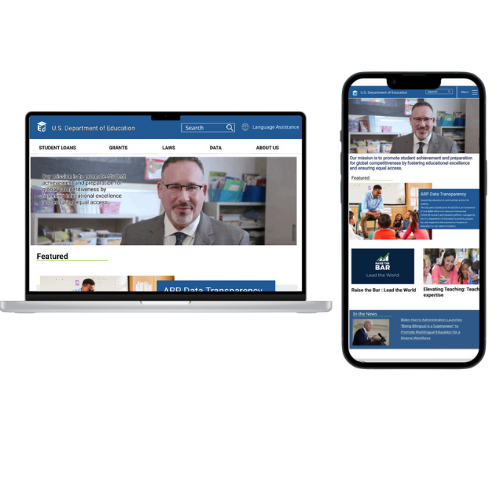 U.S. Department of Education
Search
Language Assistance
STUDENT LOANS
GRANTS
LAWS
DATA
ABOUT US
Our mission is to promote student
achievement and preparation for
global competitiveness by
fostering educational excellence
and ensuring equal access.
Featured
ARP Data Transparency
U.S. Department of Education
Search
Menu
Our mission is to promote student achievement and preparation
for global competitiveness by fostering educational excellence
and ensuring equal access.
Featured
ARP Data Transparency
RAISE THE
BAR
Lead the World
Raise the Bar : Lead the World
Elevating Teaching: Teach
expertise
In the News
Biden-Harris Administration Launches
"Being Bilingual is a Superpower" to
Promote Multilingual Education for a
Diverse Workforce